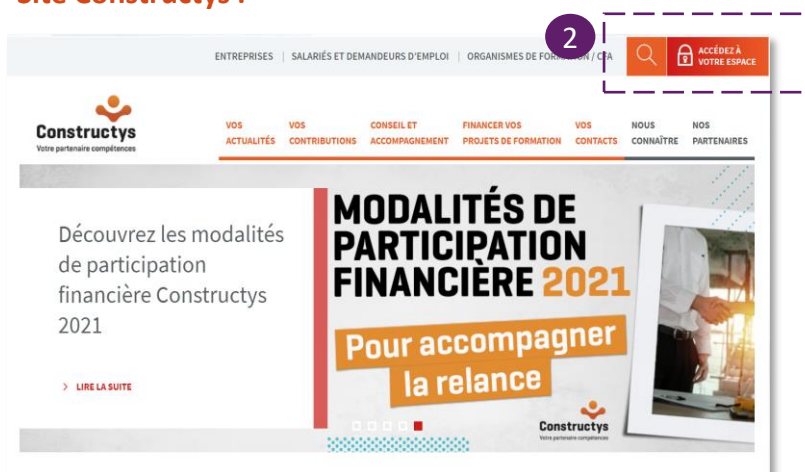 Site Constructys :
2
ENTREPRISES | SALARIÉS ET DEMANDEURS D'EMPLOI | ORGANISMES DE FORMATION / CFA
ACCÉDEZ À
VOTRE ESPACE
Constructys
Votre partenaire compétences
VOS
ACTUALITÉS
VOS
CONTRIBUTIONS
CONSEIL ET
ACCOMPAGNEMENT
FINANCER VOS
PROJETS DE FORMATION
VOS
CONTACTS
NOUS
CONNAÎTRE
NOS
PARTENAIRES
Découvrez les modalités
de participation
financière Constructys
2021
> LIRE LA SUITE
MODALITÉS DE
PARTICIPATION
FINANCIÈRE 2021
Pour accompagner
la relance
Constructys
Votre partenaire compétences